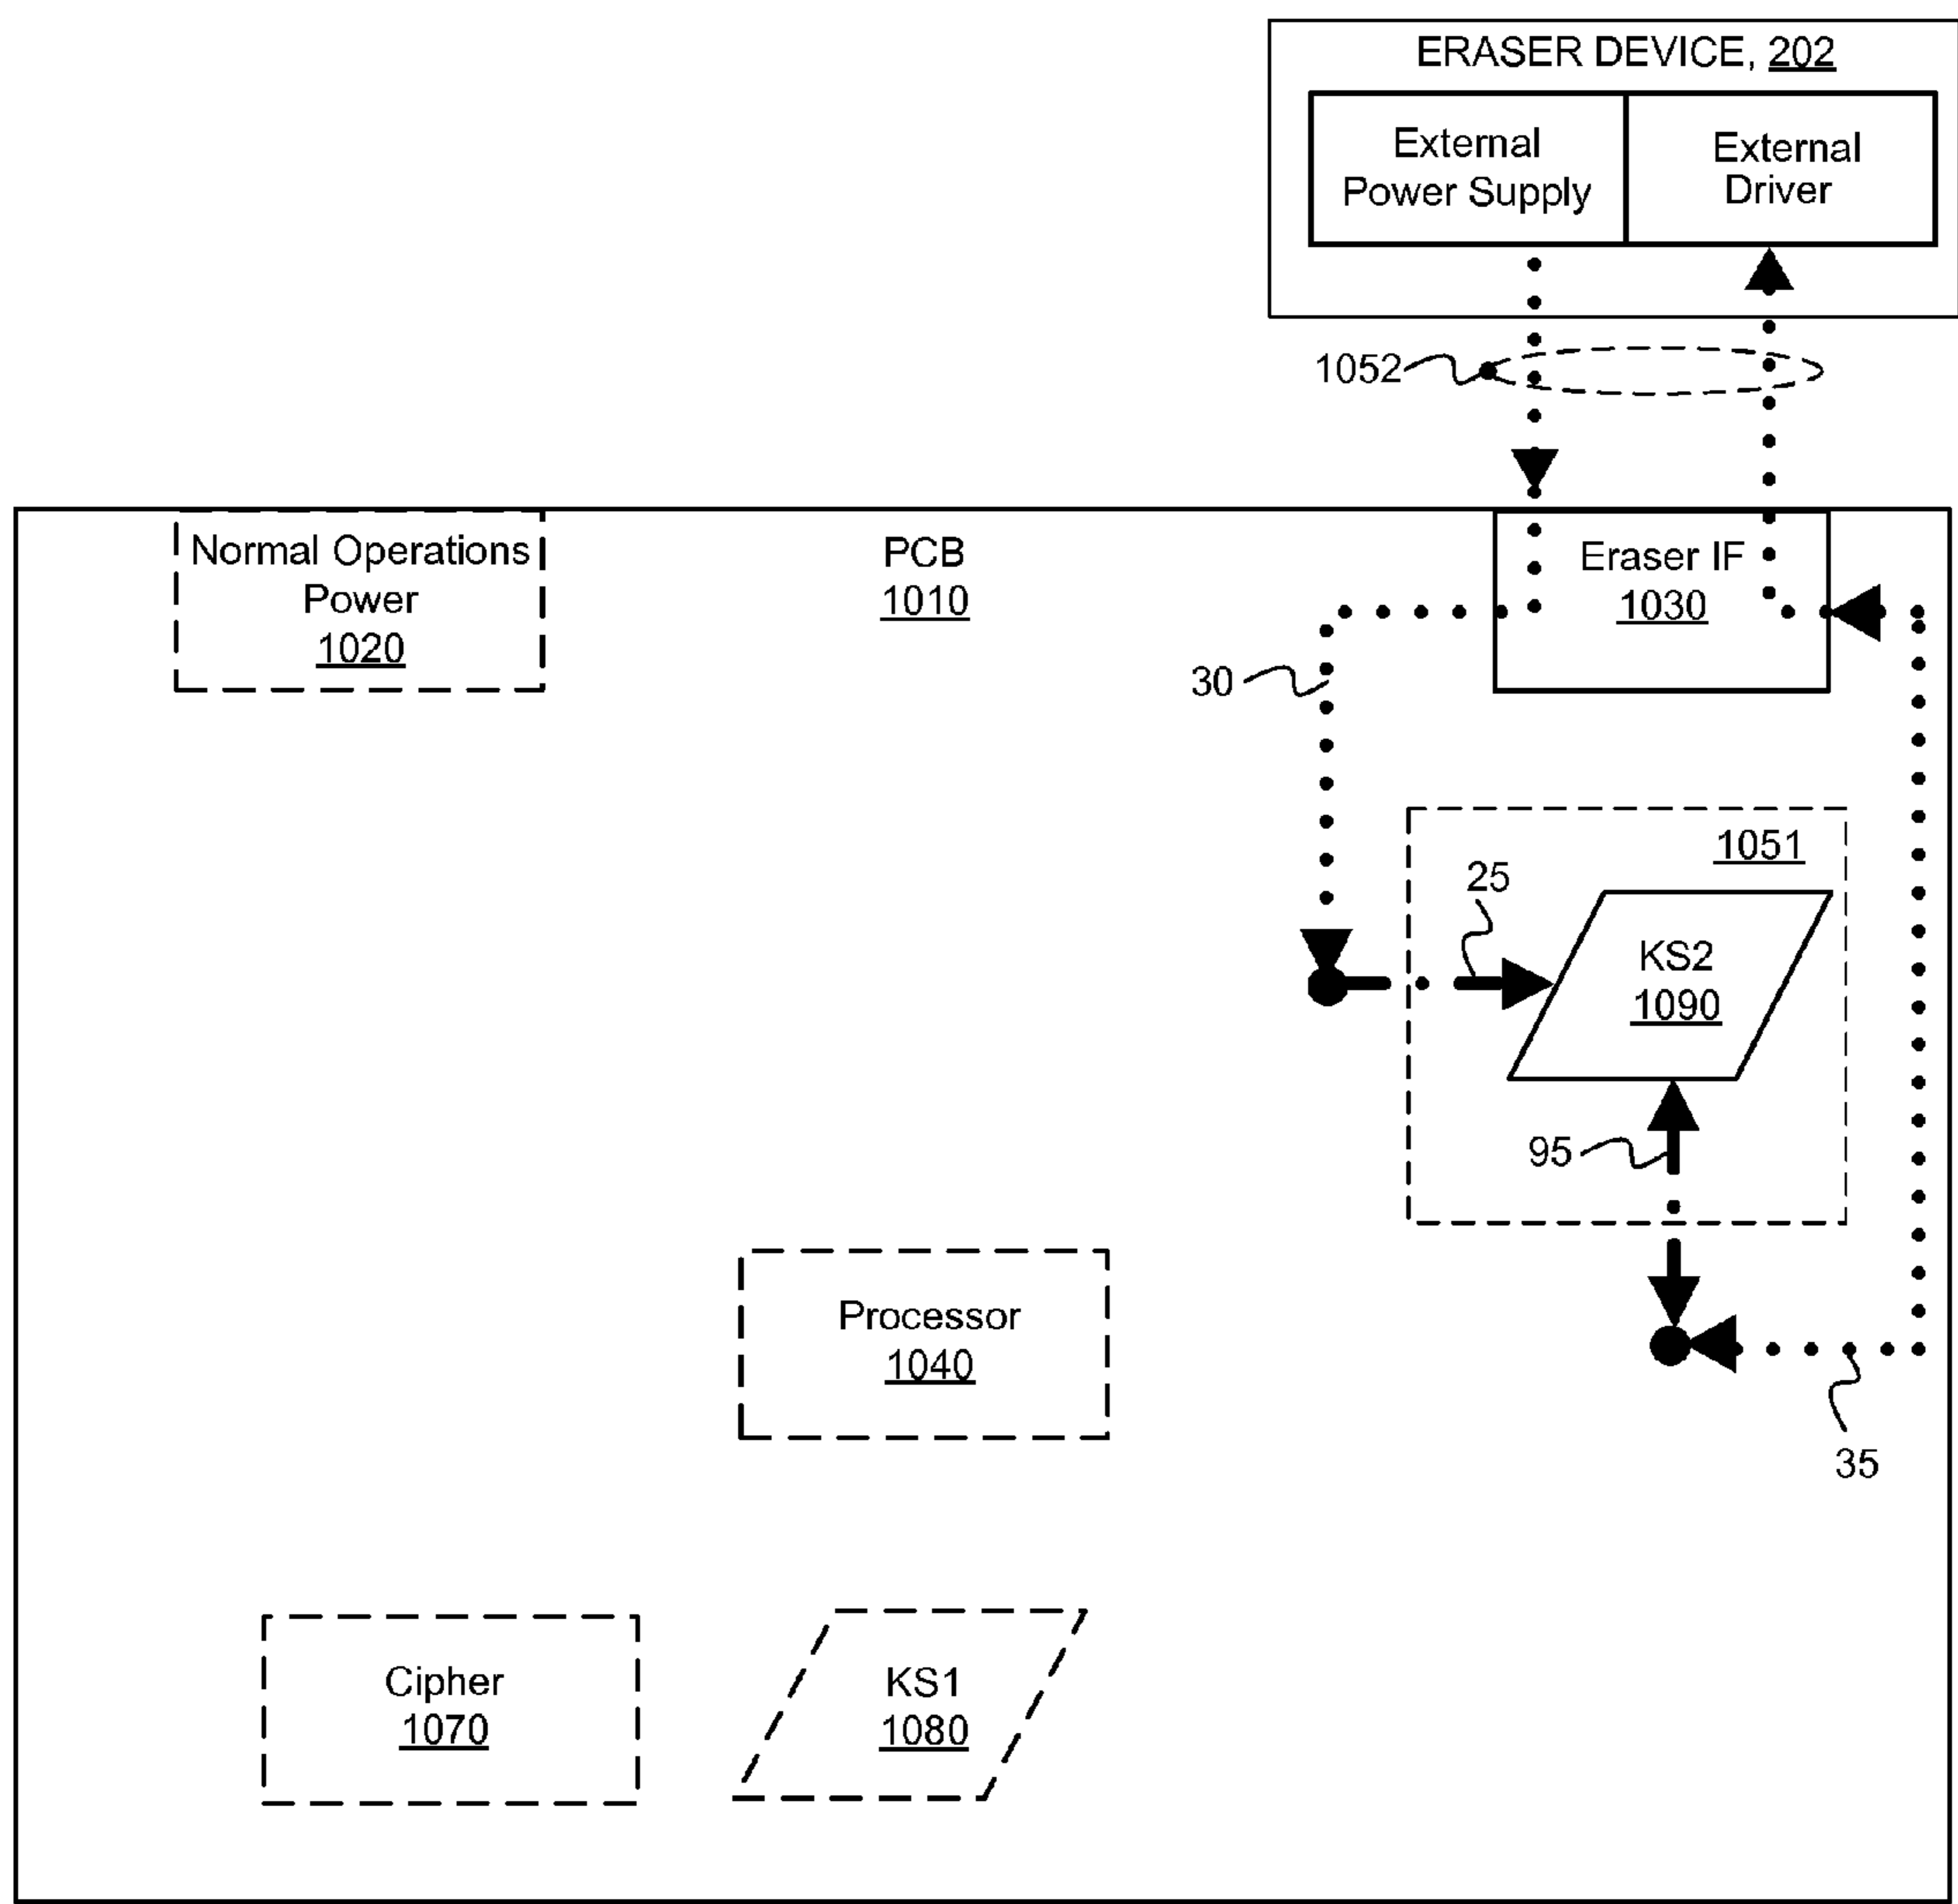 ERASER DEVICE, 202
External
Power Supply
External
Driver
1052
Normal Operations
Power
1020
PCB
1010
Eraser IF
1030
30
1051
25
KS2
1090
95
Processor
1040
35
Cipher
1070
KS1
1080